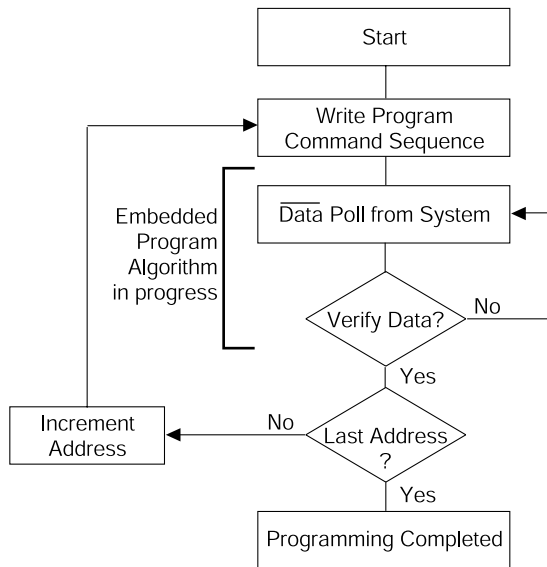 Start
Write Program
Command Sequence
Data Poll from System
Embedded
Program
Algorithm
in progress
Verify Data?
No
Yes
Increment
Address
No
Last Address
?
Yes
Programming Completed